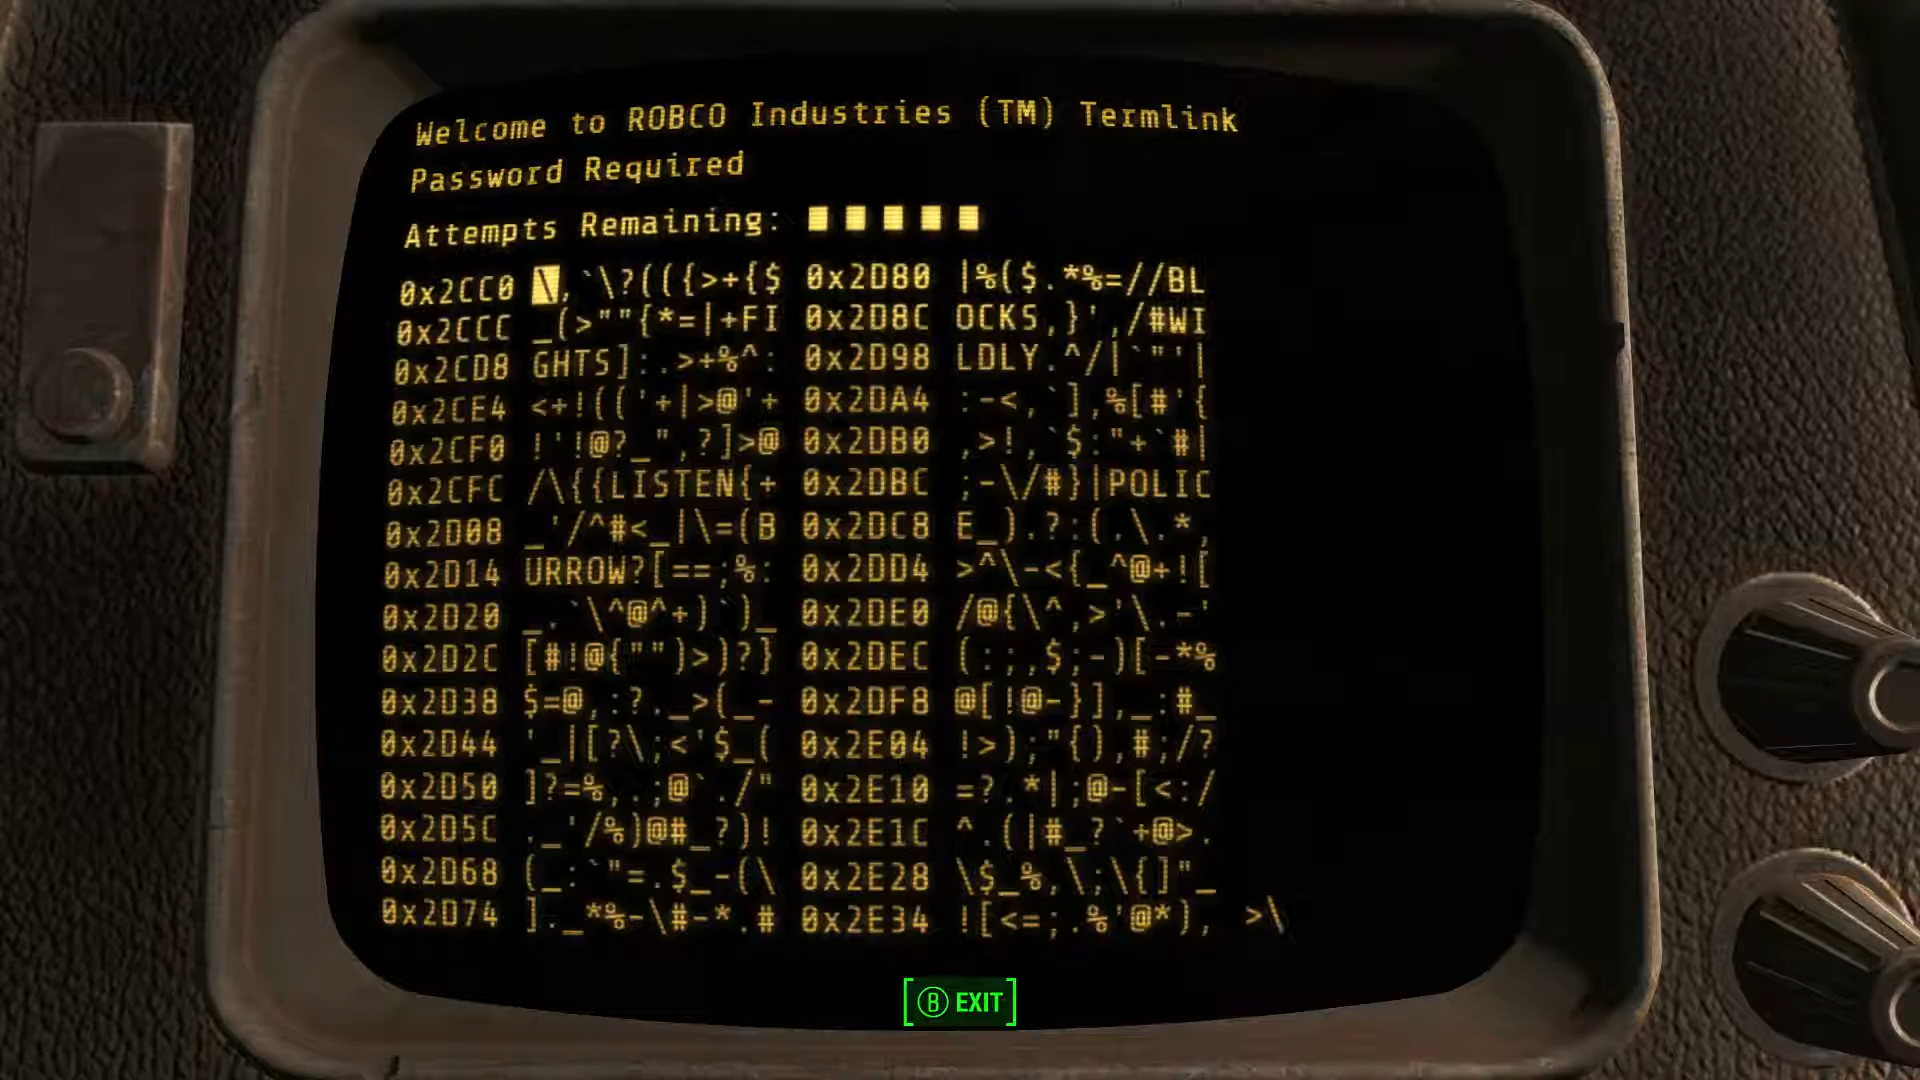 Welcome to ROBCO Industries (TM) Termlink
Password Required
Attempts Remaining: ■ ■ ■ ■ ■
0x2CC0 \,`\?(({>+{$ 0x2D80 |%($.*%=//BL
0x2CCC _(>""{*=|+FI 0x2D8C OCKS,}',/#WI
0x2CD8 GHTS]:.>+%^: 0x2D98 LDLY.^/|`"'|
0x2CE4 <+!(('+|>@'+ 0x2DA4 :-<,`],%[#'{
0x2CF0 !'!@?_",?]>@ 0x2DB0 ,>!,`$:"+`#|
0x2CFC /\{{LISTEN{+ 0x2DBC ;-\/#}|POLIC
0x2D08 _'/^#<_|\=(B 0x2DC8 E_).?:(.\.*,
0x2D14 URROW?[==;%: 0x2DD4 >^\-<{_^@+![
0x2D20 _.`\^@^+)`)_ 0x2DE0 /@{\^,>'\.-'
0x2D2C [#!@{"")>)?} 0x2DEC (:;,$;-)[-*%
0x2D38 $=@,:?._>(_- 0x2DF8 @[!@-}],_:#_
0x2D44 '_|[?\;<'$_( 0x2E04 !>);"{),#;/?
0x2D50 ]?=%,.;@`./" 0x2E10 =?.*|;@-[<:/
0x2D5C ._'/%)@#_?)! 0x2E1C ^.(|#_?`+@>.
0x2D68 (_:`"=.$_-(\ 0x2E28 \$_%,\;\{]"_
0x2D74 ]._*%-\#-*.# 0x2E34 ![<=;.%'@*), >\
Ⓑ EXIT